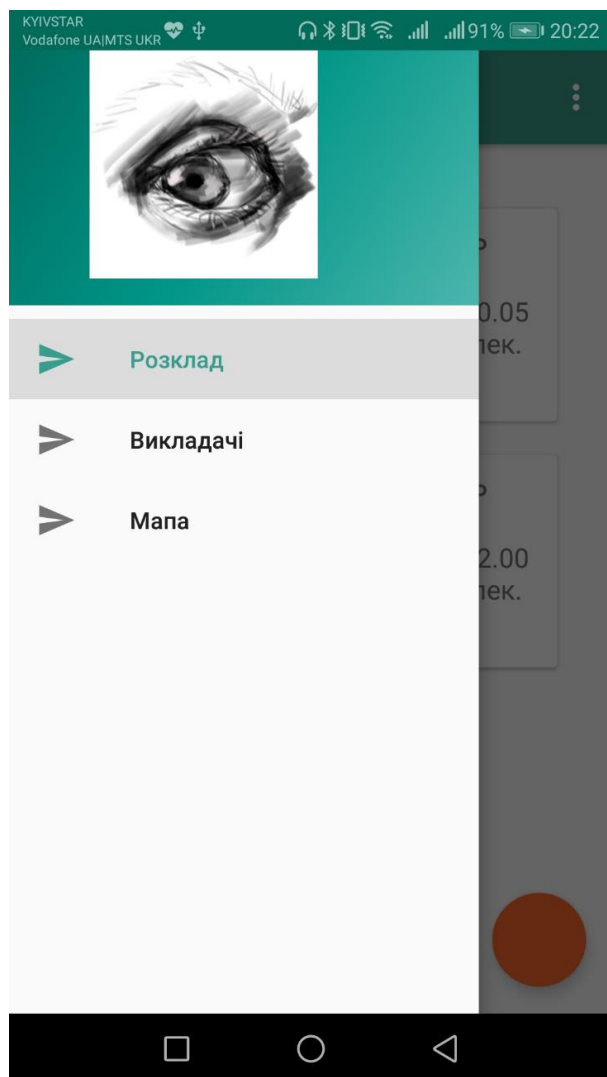 KYIVSTAR
Vodafone UA|MTS UKR
91% 20:22
0.05
лек.
Розклад
Викладачі
Мапа
2.00
лек.